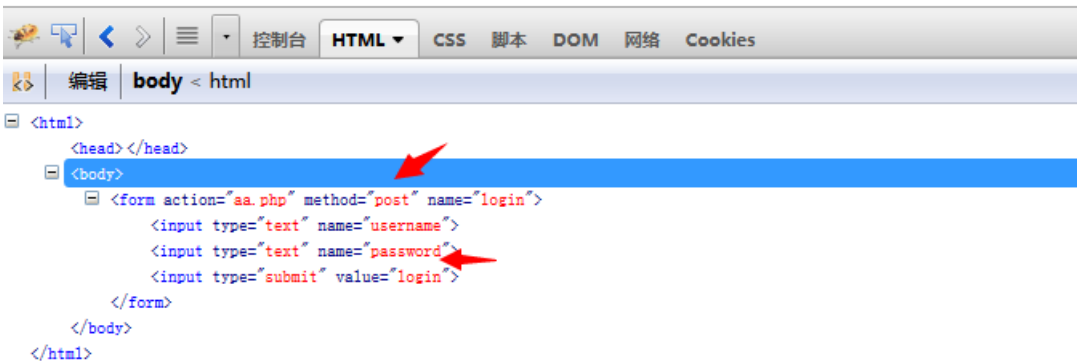 控制台 HTML CSS 脚本 DOM 网络 Cookies
编辑 body < html
<html>
<head></head>
<body>
<form action="aa.php" method="post" name="login">
<input type="text" name="username">
<input type="text" name="password">
<input type="submit" value="login">
</form>
</body>
</html>